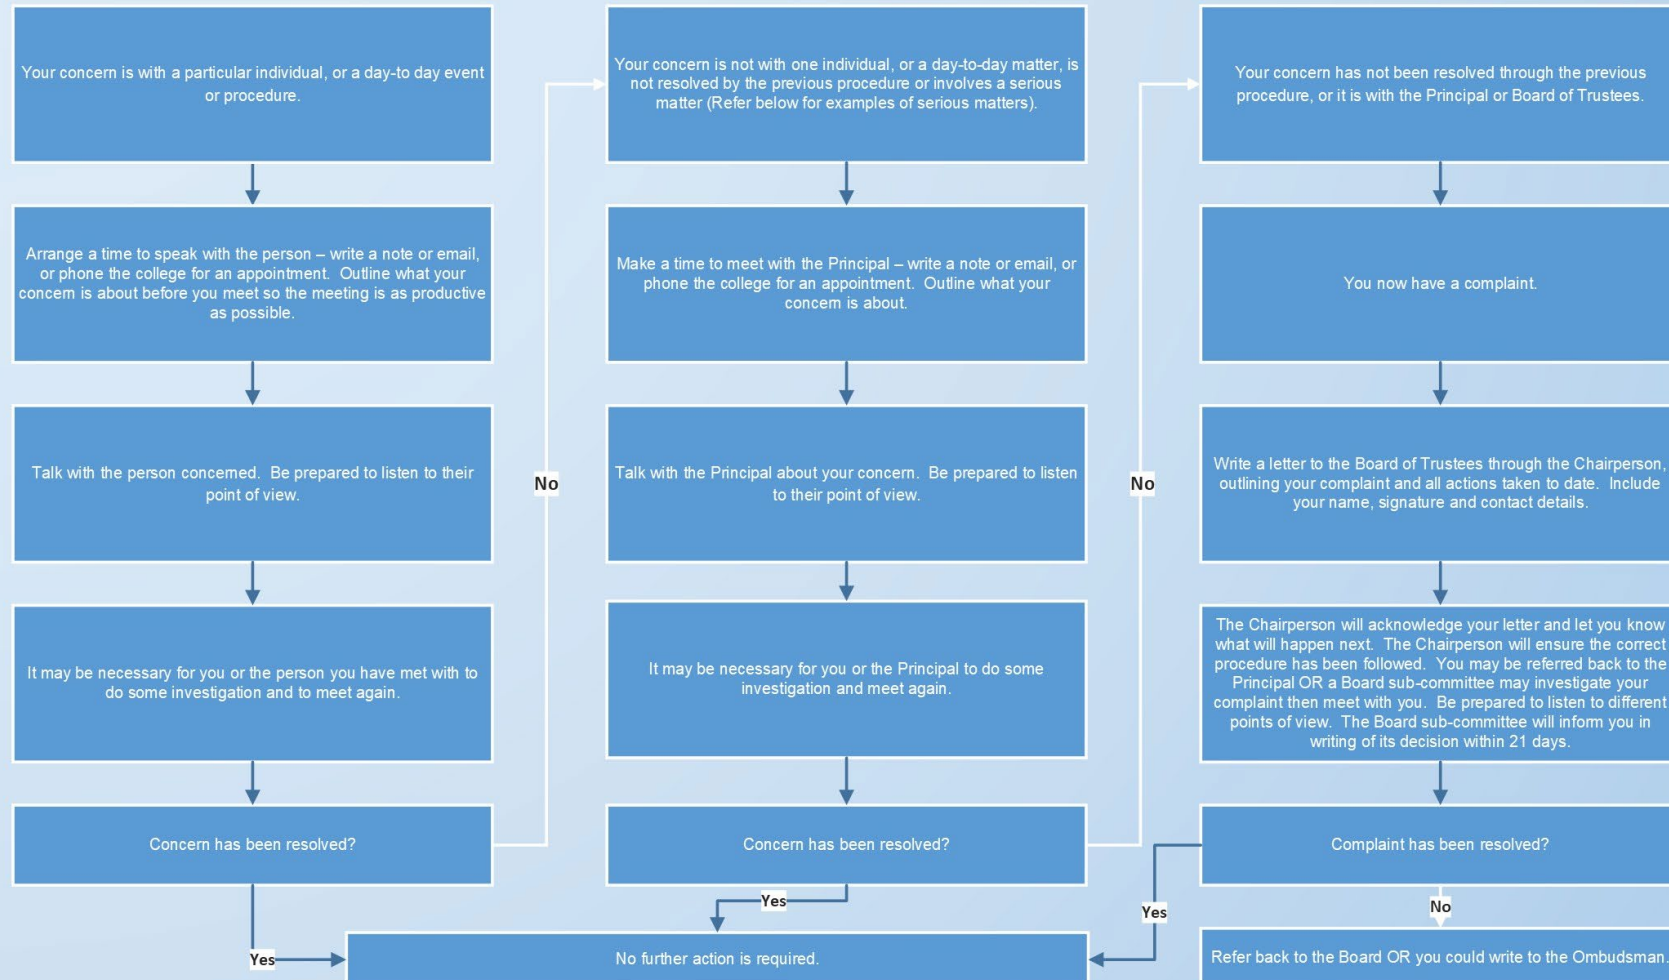 Your concern is with a particular individual, or a day-to day event
or procedure.
Arrange a time to speak with the person – write a note or email,
or phone the college for an appointment.  Outline what your
concern is about before you meet so the meeting is as productive
as possible.
Talk with the person concerned.  Be prepared to listen to their
point of view.
It may be necessary for you or the person you have met with to
do some investigation and to meet again.
Concern has been resolved?
Yes
No
Your concern is not with one individual, or a day-to-day matter, is
not resolved by the previous procedure or involves a serious
matter (Refer below for examples of serious matters).
Make a time to meet with the Principal – write a note or email, or
phone the college for an appointment.  Outline what your
concern is about.
Talk with the Principal about your concern.  Be prepared to listen
to their point of view.
It may be necessary for you or the Principal to do some
investigation and meet again.
Concern has been resolved?
Yes
No further action is required.
No
Your concern has not been resolved through the previous
procedure, or it is with the Principal or Board of Trustees.
You now have a complaint.
Write a letter to the Board of Trustees through the Chairperson,
outlining your complaint and all actions taken to date.  Include
your name, signature and contact details.
The Chairperson will acknowledge your letter and let you know
what will happen next.  The Chairperson will ensure the correct
procedure has been followed.  You may be referred back to the
Principal OR a Board sub-committee may investigate your
complaint then meet with you.  Be prepared to listen to different
points of view.  The Board sub-committee will inform you in
writing of its decision within 21 days.
Complaint has been resolved?
Yes
No
Refer back to the Board OR you could write to the Ombudsman.